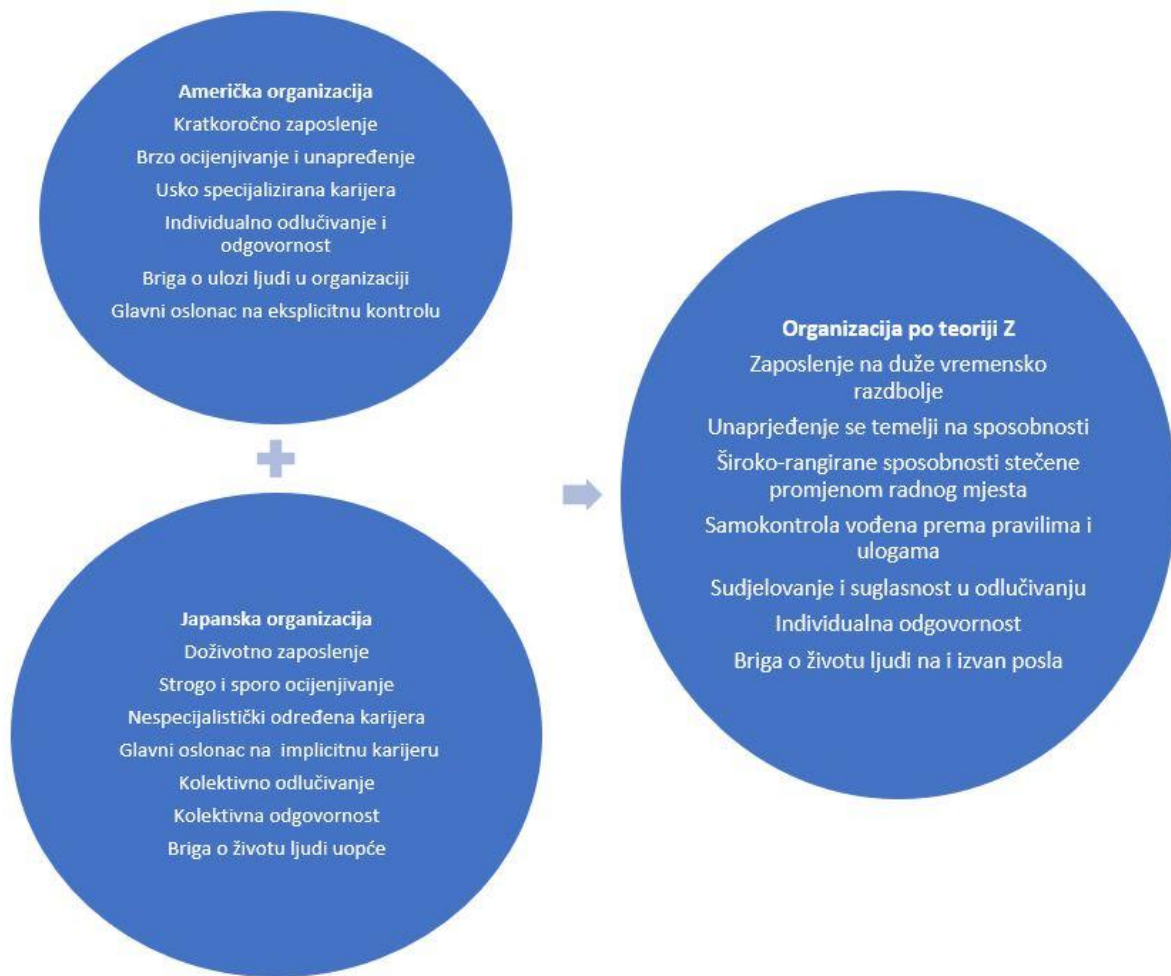 Američka organizacija
Kratkoročno zaposlenje
Brzo ocijenjivanje i unapređenje
Usko specijalizirana karijera
Individualno odlučivanje i
odgovornost
Briga o ulozi ljudi u organizaciji
Glavni oslonac na eksplicitnu kontrolu
Japanska organizacija
Doživotno zaposlenje
Strogo i sporo ocijenjivanje
Nespecijalistički određena karijera
Glavni oslonac na implicitnu karijeru
Kolektivno odlučivanje
Kolektivna odgovornost
Briga o životu ljudi uopće
Organizacija po teoriji Z
Zaposlenje na duže vremensko
razdbolje
Unaprjeđenje se temelji na sposobnosti
Široko-rangirane sposobnosti stečene
promjenom radnog mjesta
Samokontrola vođena prema pravilima i
ulogama
Sudjelovanje i suglasnost u odlučivanju
Individualna odgovornost
Briga o životu ljudi na i izvan posla